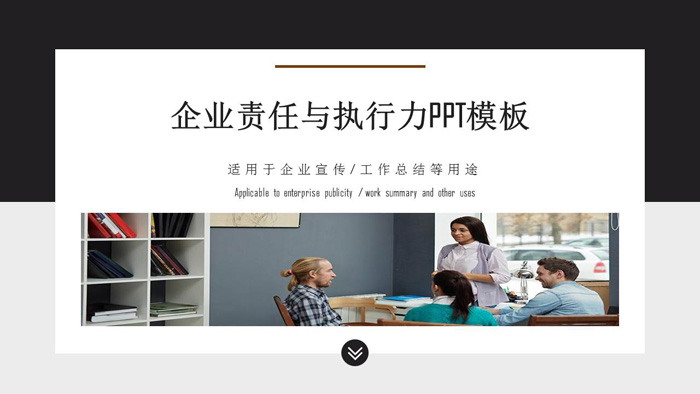 企业责任与执行力PPT模板
适用于企业宣传/工作总结等用途
Applicable to enterprise publicity /work summary and other uses